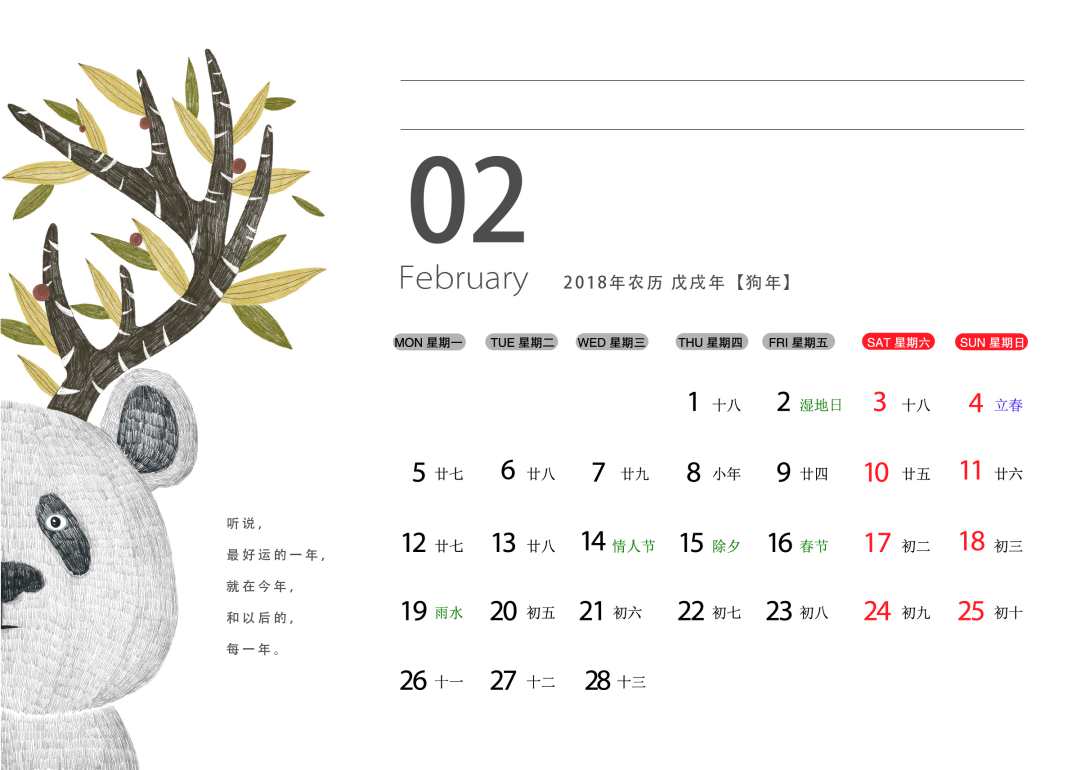 02
February 2018年农历 戊戌年【狗年】
MON 星期一 TUE 星期二 WED 星期三 THU 星期四 FRI 星期五 SAT 星期六 SUN 星期日
1 十八 2 湿地日 3 十八 4 立春
5 廿七 6 廿八 7 廿九 8 小年 9 廿四 10 廿五 11 廿六
12 廿七 13 廿八 14 情人节 15 除夕 16 春节 17 初二 18 初三
19 雨水 20 初五 21 初六 22 初七 23 初八 24 初九 25 初十
26 十一 27 十二 28 十三
听说,
最好运的一年,
就在今年,
和以后的,
每一年。